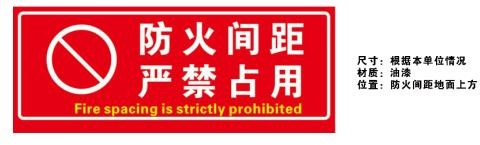 防火间距
严禁占用
Fire spacing is strictly prohibited
尺寸：根据本单位情况
材质：油漆
位置：防火间距地面上方